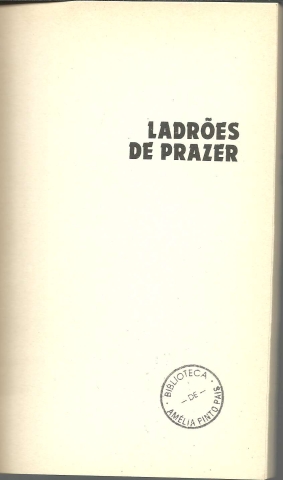 LADRÕES
DE PRAZER
BIBLIOTECA
— DE —
AMÉLIA PINTO PAIS